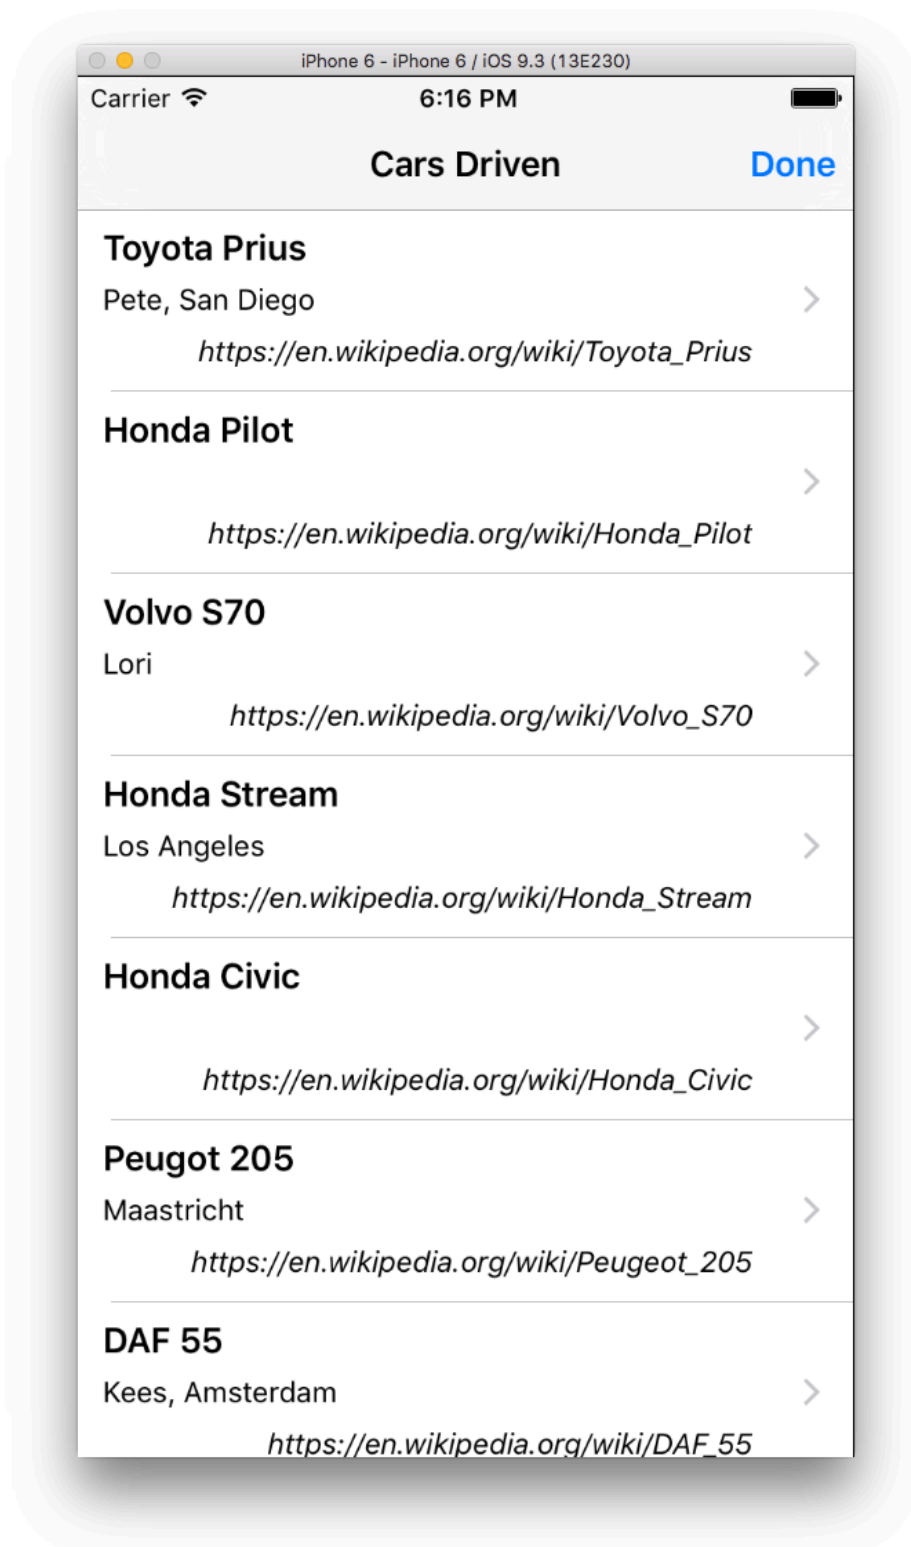 iPhone 6 - iPhone 6 / iOS 9.3 (13E230)
Carrier 6:16 PM
Cars Driven Done
Toyota Prius
Pete, San Diego
https://en.wikipedia.org/wiki/Toyota_Prius
Honda Pilot
https://en.wikipedia.org/wiki/Honda_Pilot
Volvo S70
Lori
https://en.wikipedia.org/wiki/Volvo_S70
Honda Stream
Los Angeles
https://en.wikipedia.org/wiki/Honda_Stream
Honda Civic
https://en.wikipedia.org/wiki/Honda_Civic
Peugot 205
Maastricht
https://en.wikipedia.org/wiki/Peugeot_205
DAF 55
Kees, Amsterdam
https://en.wikipedia.org/wiki/DAF_55